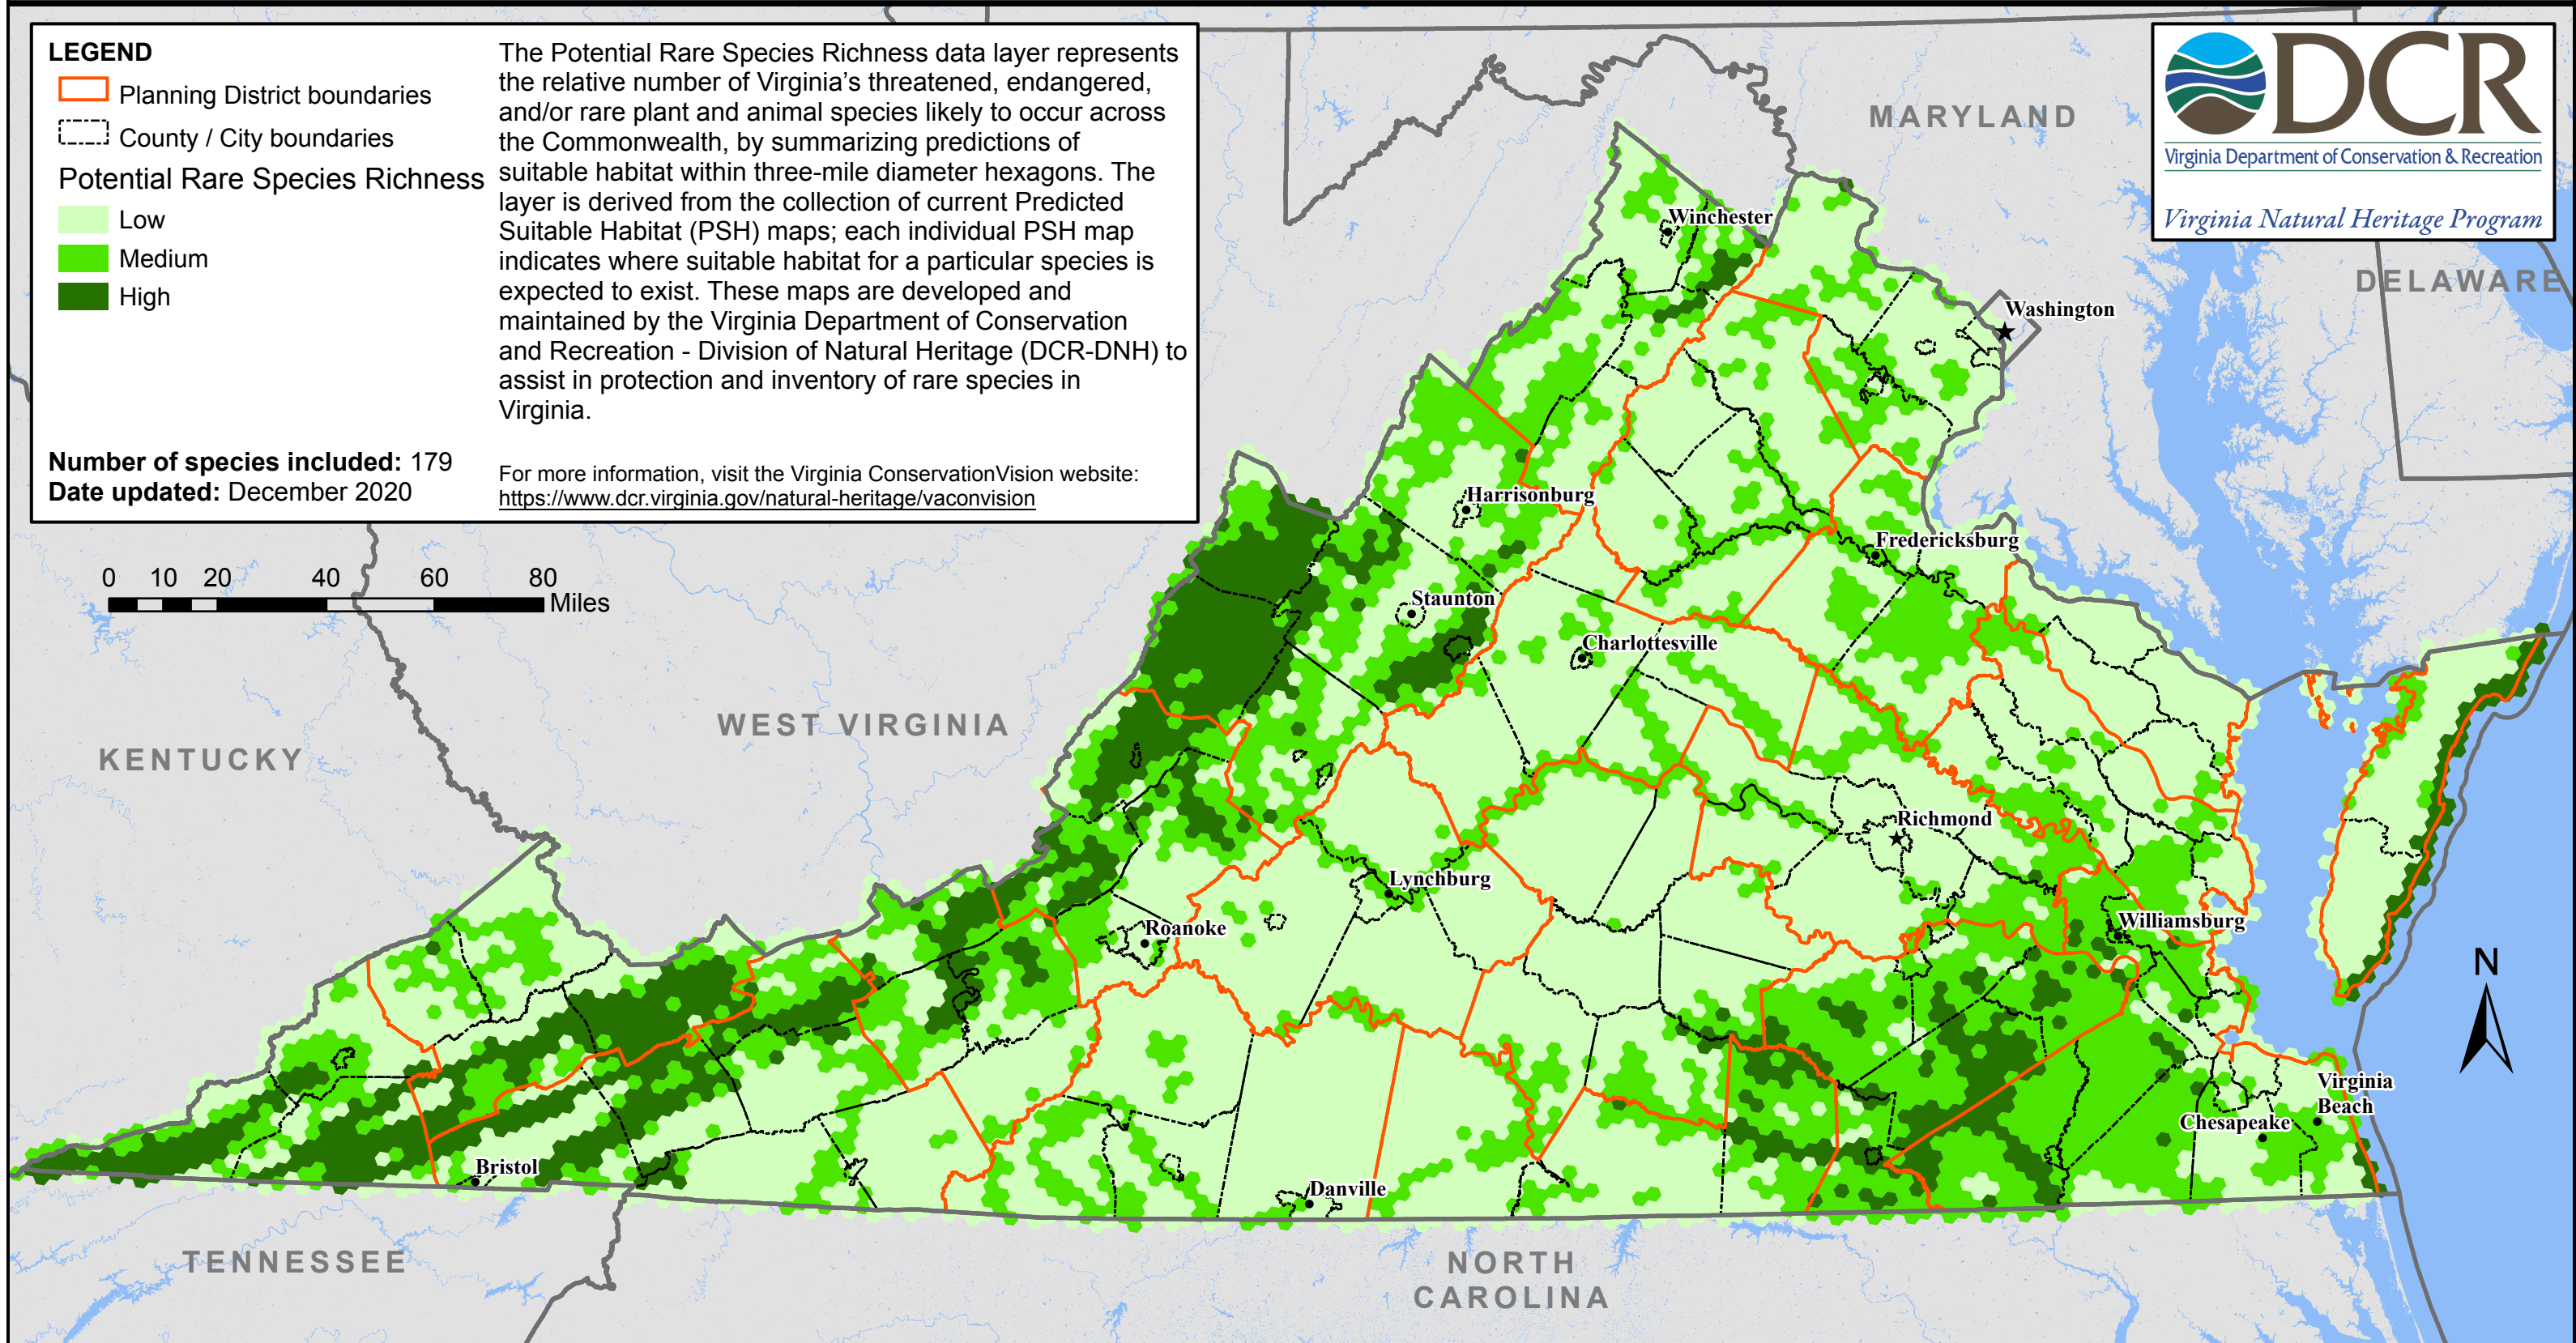 LEGEND
Planning District boundaries
County / City boundaries
Potential Rare Species Richness
Low
Medium
High
Number of species included: 179
Date updated: December 2020
The Potential Rare Species Richness data layer represents
the relative number of Virginia’s threatened, endangered,
and/or rare plant and animal species likely to occur across
the Commonwealth, by summarizing predictions of
suitable habitat within three-mile diameter hexagons. The
layer is derived from the collection of current Predicted
Suitable Habitat (PSH) maps; each individual PSH map
indicates where suitable habitat for a particular species is
expected to exist. These maps are developed and
maintained by the Virginia Department of Conservation
and Recreation - Division of Natural Heritage (DCR-DNH) to
assist in protection and inventory of rare species in
Virginia.
For more information, visit the Virginia ConservationVision website:
https://www.dcr.virginia.gov/natural-heritage/vaconvision
DCR
Virginia Department of Conservation & Recreation
Virginia Natural Heritage Program
MARYLAND
DELAWARE
Winchester
Washington
Harrisonburg
Fredericksburg
0 10 20 40 60 80
Miles
Staunton
Charlottesville
WEST VIRGINIA
KENTUCKY
Richmond
Lynchburg
Roanoke
Williamsburg
N
Virginia
Beach
Chesapeake
Bristol
Danville
TENNESSEE
NORTH
CAROLINA